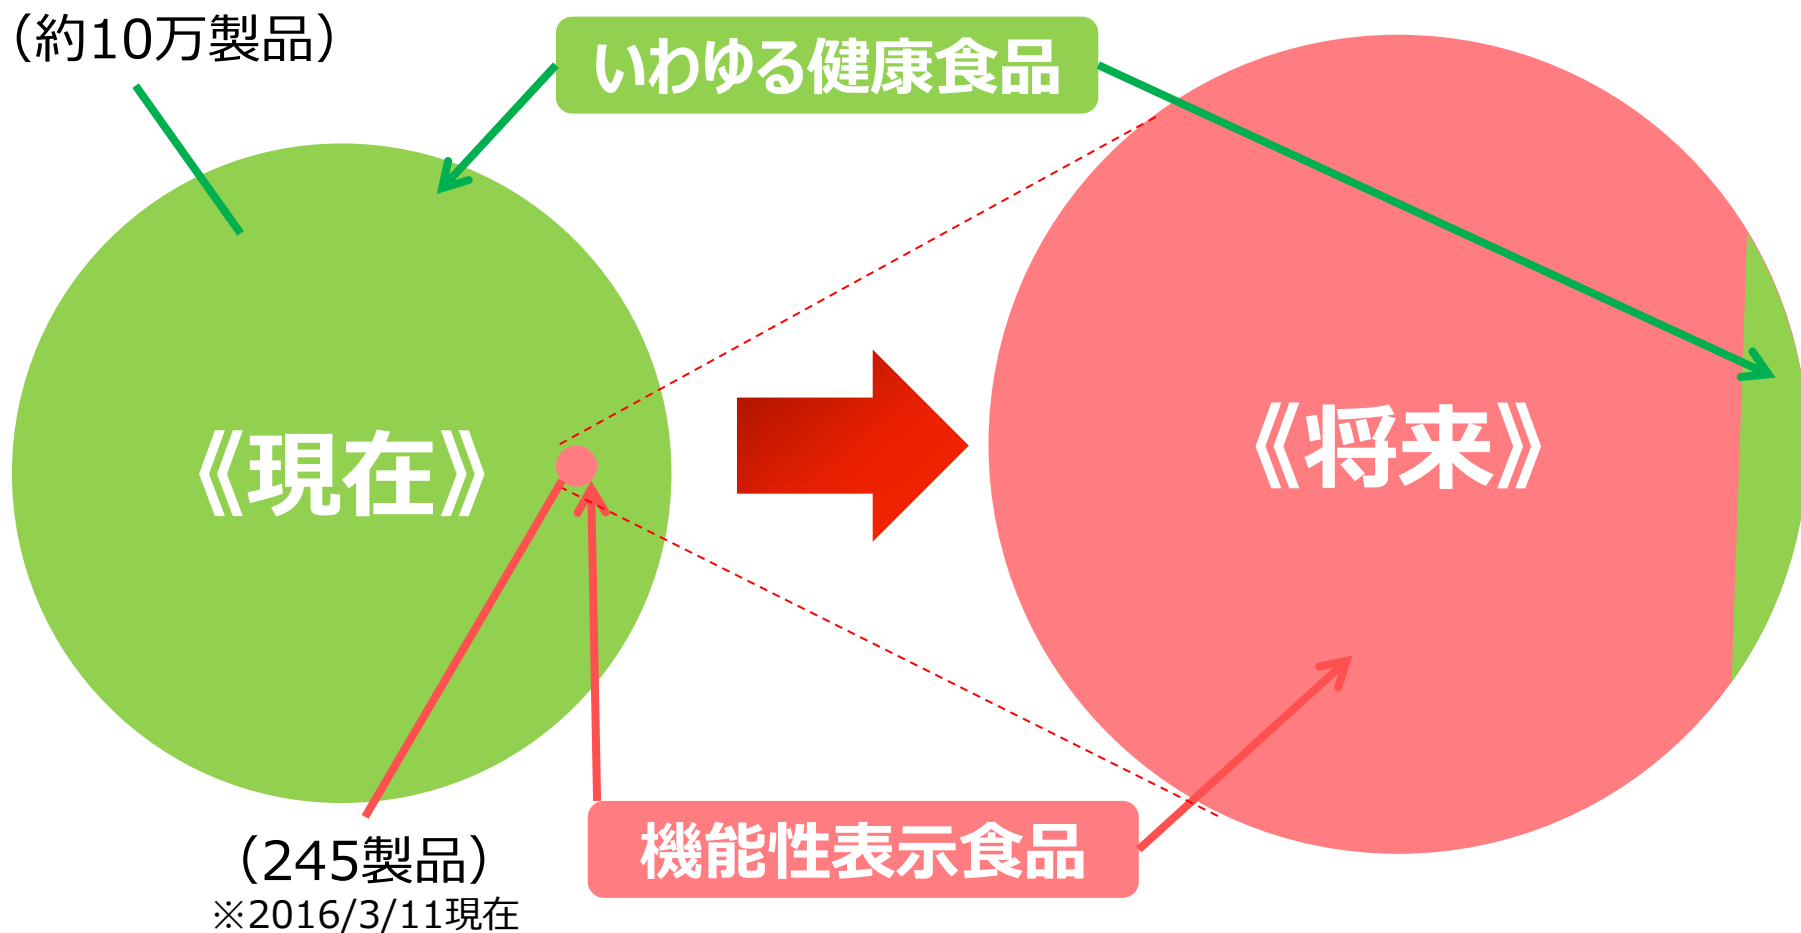 （約10万製品）
いわゆる健康食品
《現在》
《将来》
（245製品）
※2016/3/11現在
機能性表示食品